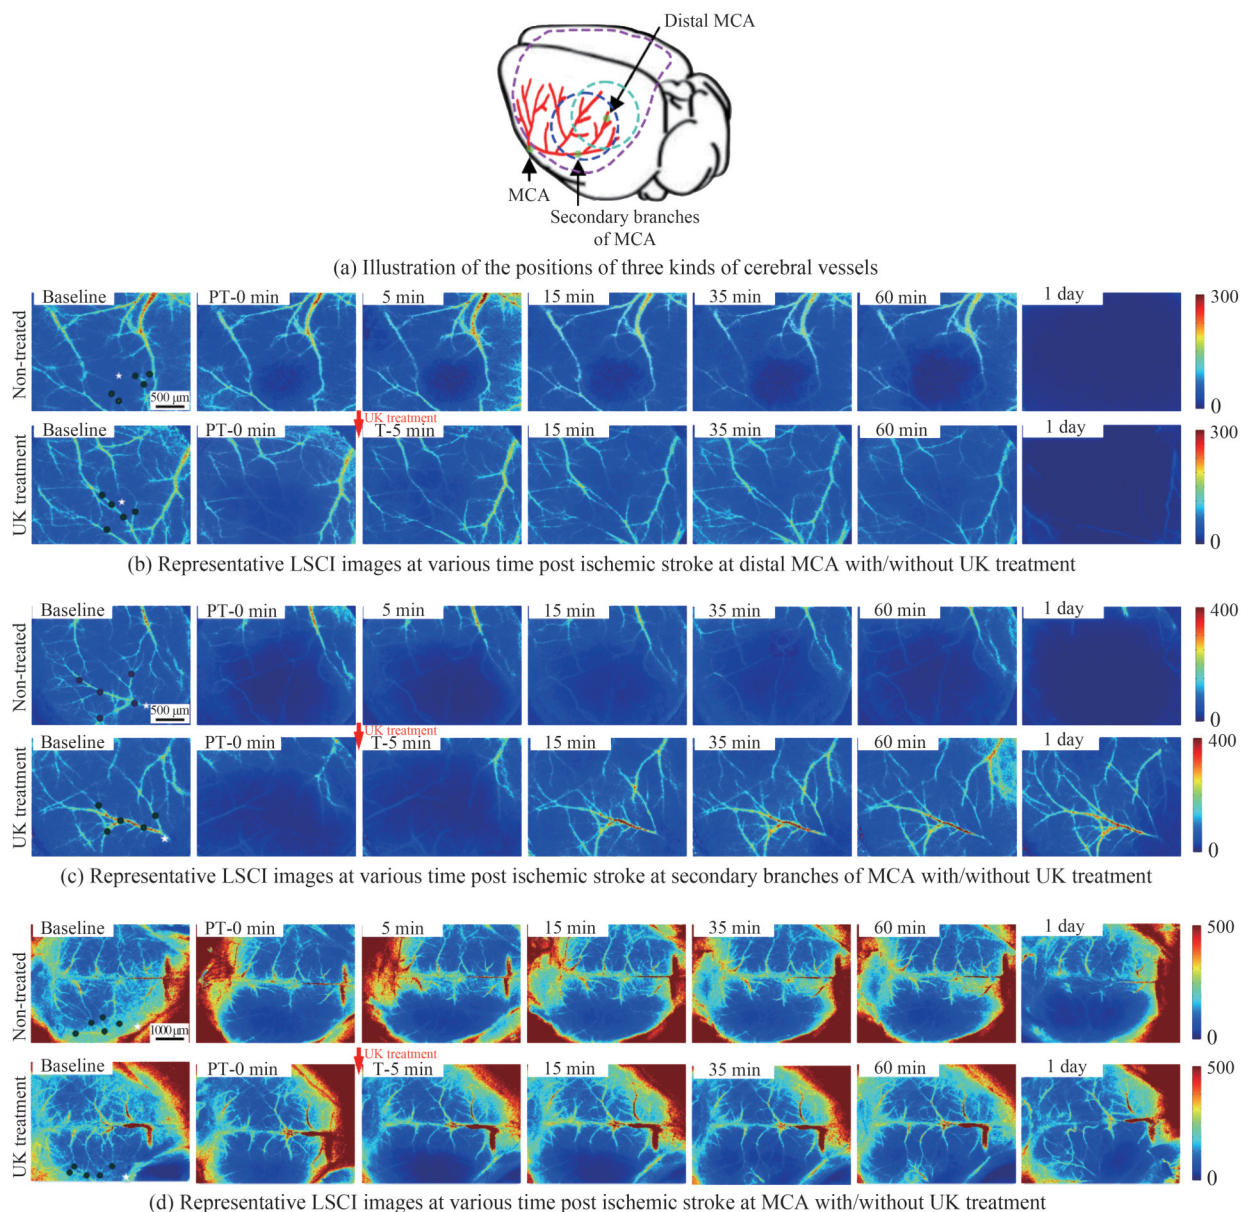 Distal MCA
MCA
Secondary branches
of MCA
(a) Illustration of the positions of three kinds of cerebral vessels
Non-treated
Baseline
PT-0 min
5 min
15 min
35 min
60 min
1 day
300
0
500 μm
UK treatment
UK treatment
Baseline
PT-0 min
T-5 min
15 min
35 min
60 min
1 day
300
0
(b) Representative LSCI images at various time post ischemic stroke at distal MCA with/without UK treatment
Non-treated
Baseline
PT-0 min
5 min
15 min
35 min
60 min
1 day
400
0
500 μm
UK treatment
UK treatment
Baseline
PT-0 min
T-5 min
15 min
35 min
60 min
1 day
400
0
(c) Representative LSCI images at various time post ischemic stroke at secondary branches of MCA with/without UK treatment
Non-treated
Baseline
PT-0 min
5 min
15 min
35 min
60 min
1 day
500
0
1000 μm
UK treatment
UK treatment
Baseline
PT-0 min
T-5 min
15 min
35 min
60 min
1 day
500
0
(d) Representative LSCI images at various time post ischemic stroke at MCA with/without UK treatment